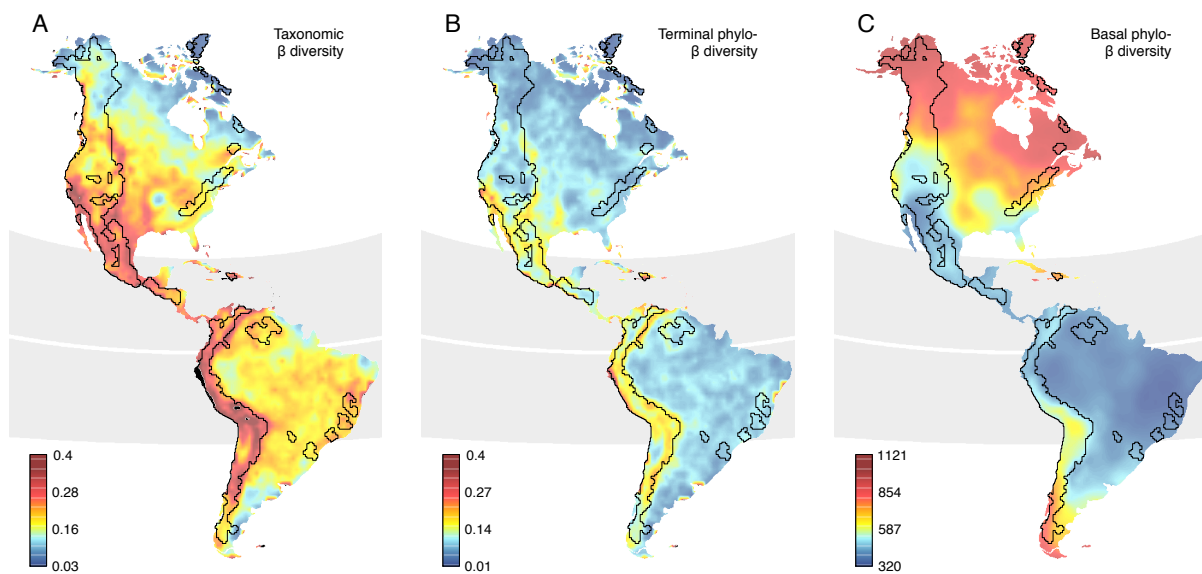 A
Taxonomic
β diversity
0.4
0.28
0.16
0.03
B
Terminal phylo-
β diversity
0.4
0.27
0.14
0.01
C
Basal phylo-
β diversity
1121
854
587
320